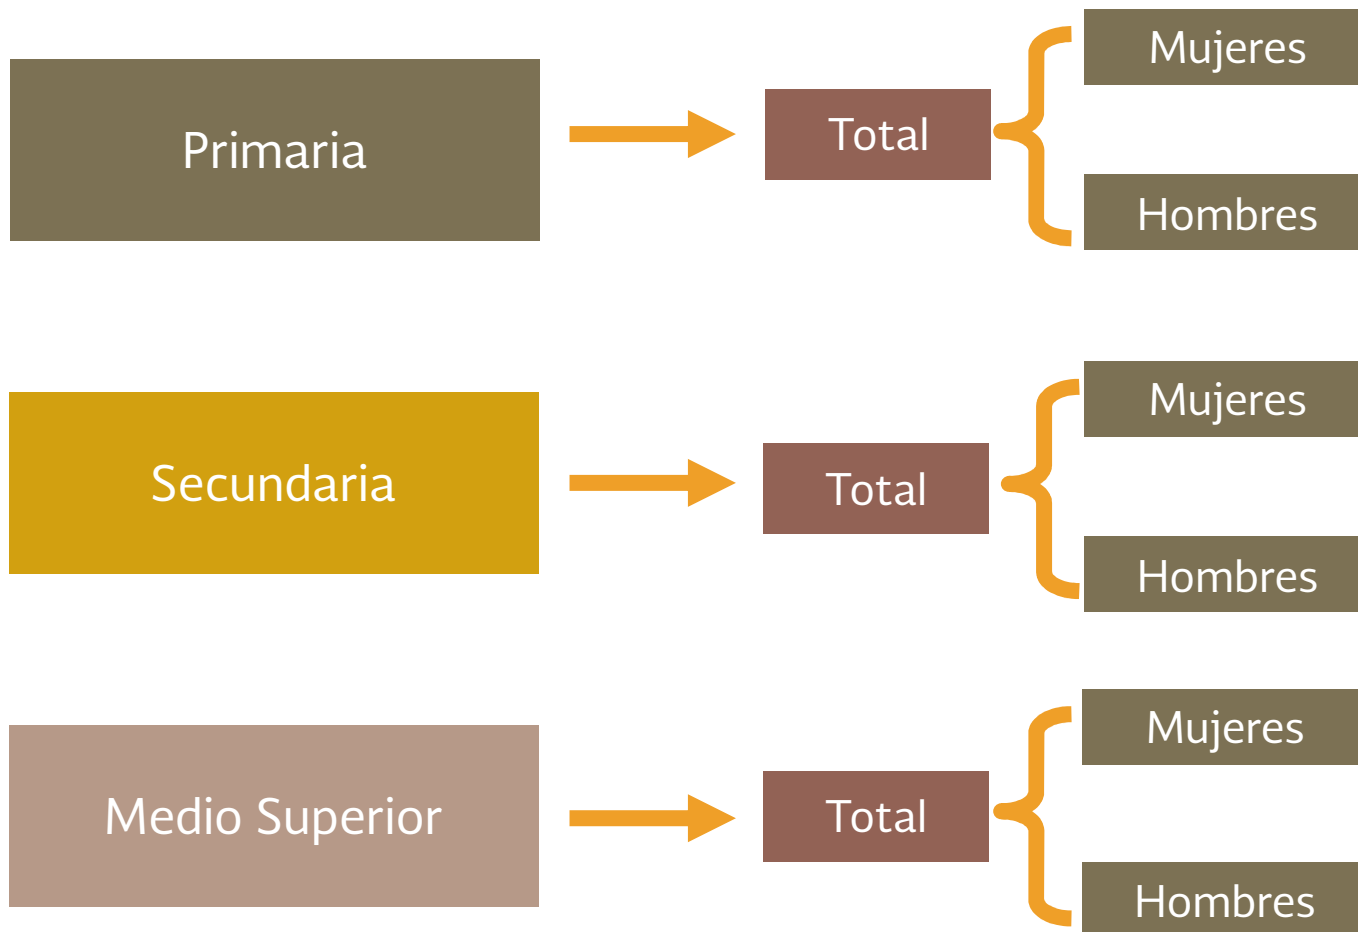 Primaria
Total
Mujeres
Hombres
Secundaria
Total
Mujeres
Hombres
Medio Superior
Total
Mujeres
Hombres